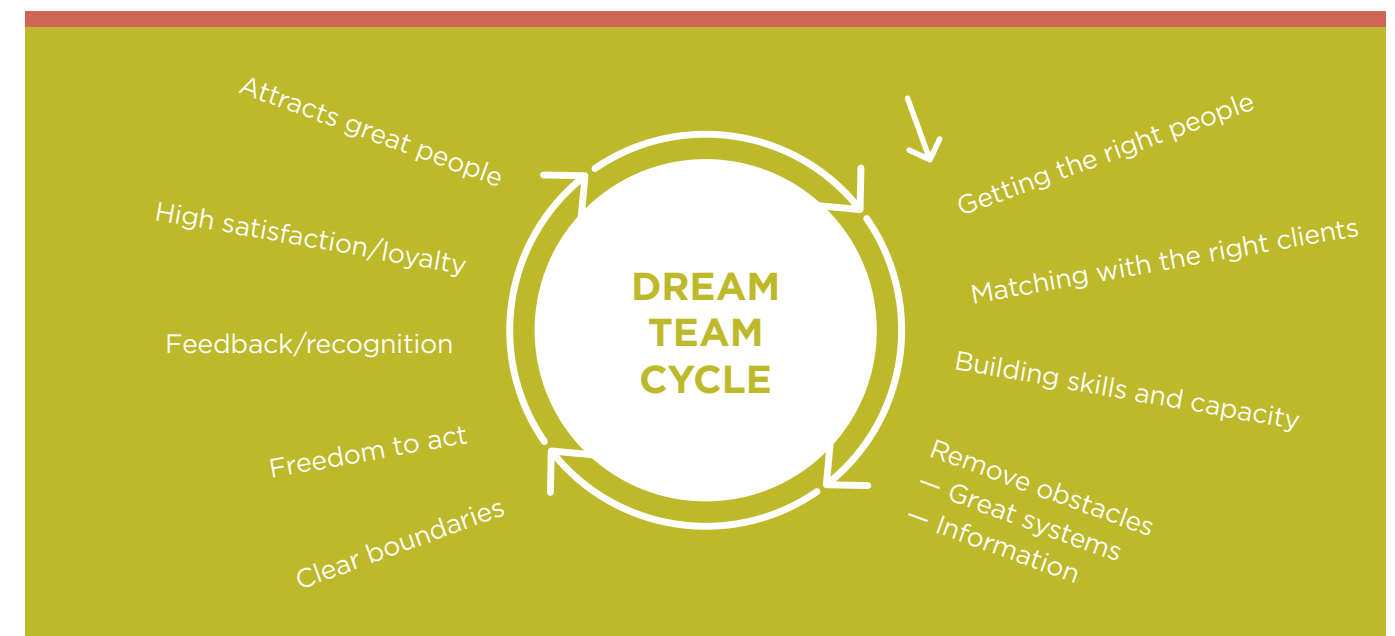 Attracts great people
High satisfaction/loyalty
Feedback/recognition
Freedom to act
Clear boundaries
DREAM
TEAM
CYCLE
Getting the right people
Matching with the right clients
Building skills and capacity
Remove obstacles
— Great systems
— Information